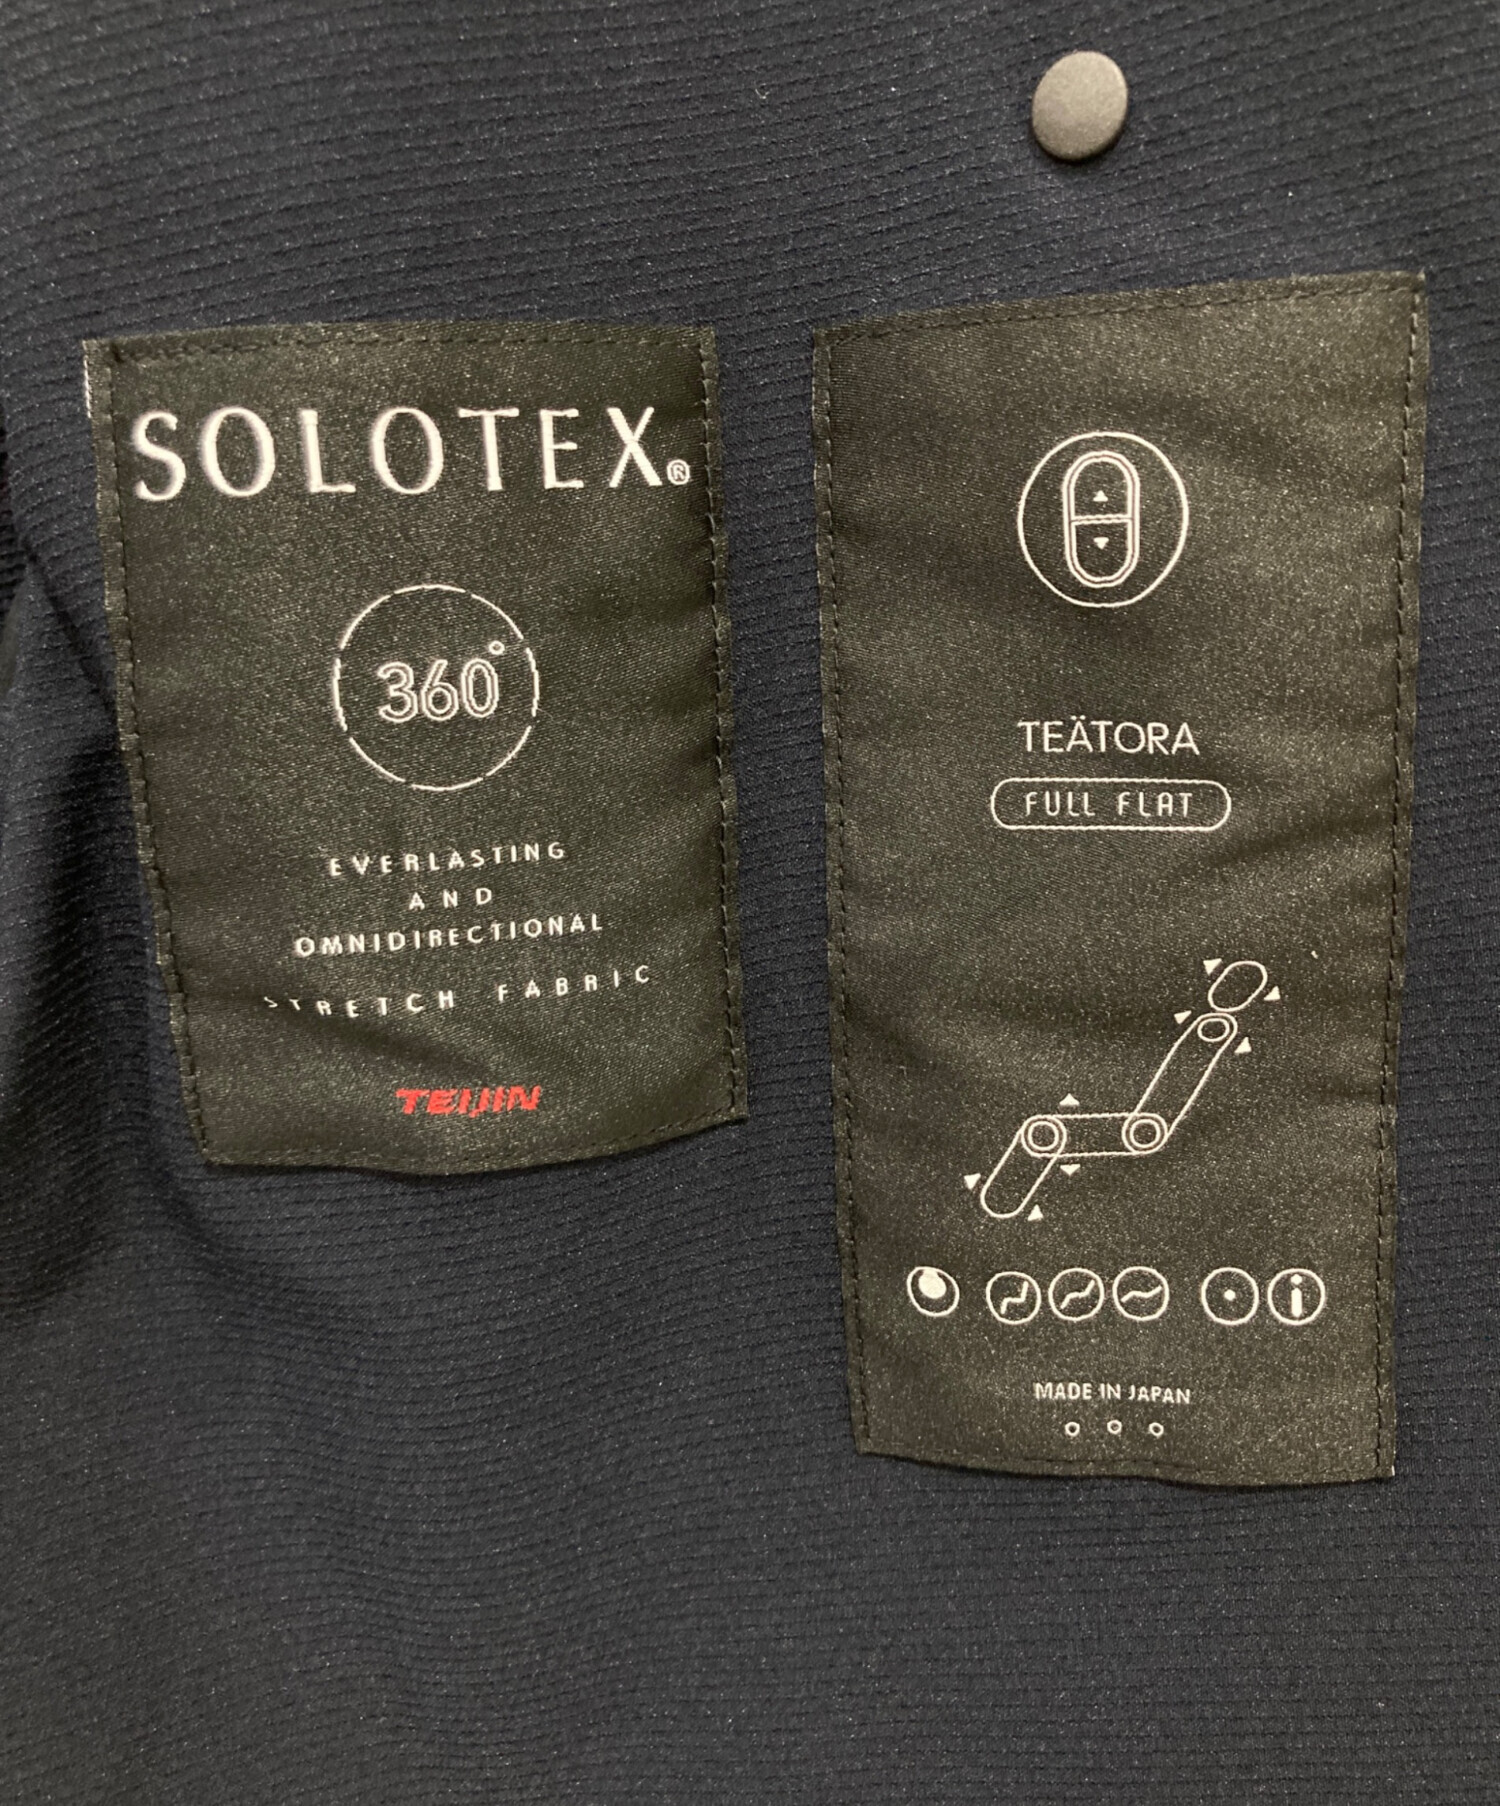 SOLOTEX®
360°
EVERLASTING
AND
OMNIDIRECTIONAL
STRETCH FABRIC
TEIJIN
TEÄTORA
FULL FLAT
MADE IN JAPAN